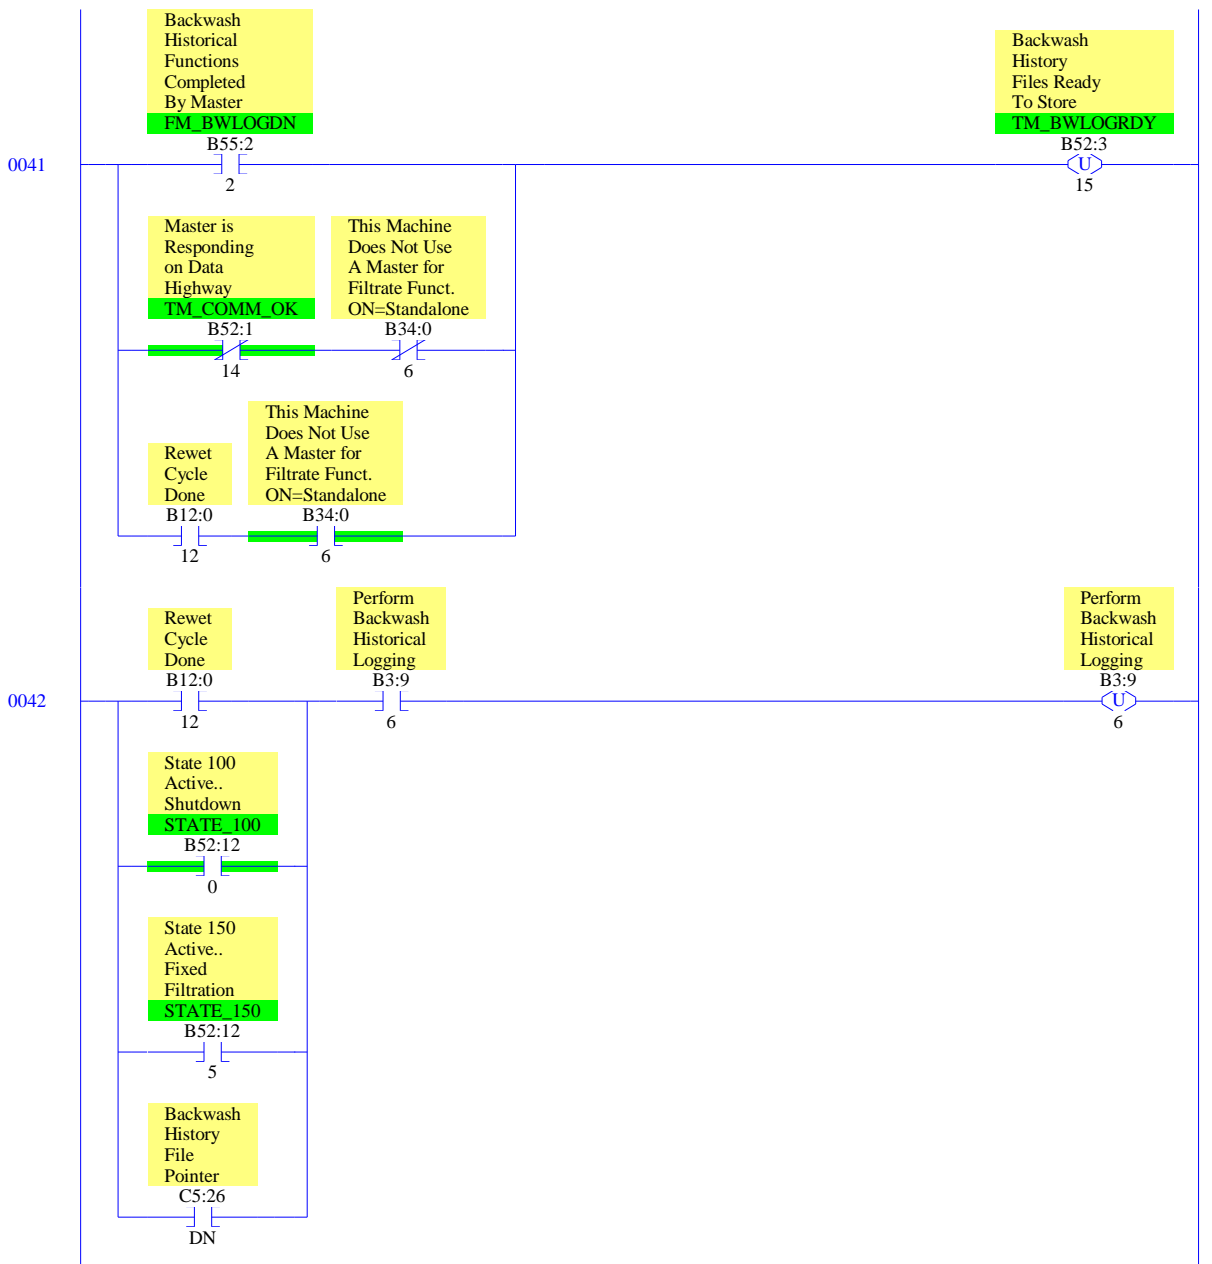 Backwash
Historical
Functions
Completed
By Master
FM_BWLOGDN
B55:2
2
Backwash
History
Files Ready
To Store
TM_BWLOGRDY
B52:3
U
15
0041
Master is
Responding
on Data
Highway
TM_COMM_OK
B52:1
14
This Machine
Does Not Use
A Master for
Filtrate Funct.
ON=Standalone
B34:0
6
Rewet
Cycle
Done
B12:0
12
This Machine
Does Not Use
A Master for
Filtrate Funct.
ON=Standalone
B34:0
6
Rewet
Cycle
Done
B12:0
12
Perform
Backwash
Historical
Logging
B3:9
6
Perform
Backwash
Historical
Logging
B3:9
U
6
0042
State 100
Active..
Shutdown
STATE_100
B52:12
0
State 150
Active..
Fixed
Filtration
STATE_150
B52:12
5
Backwash
History
File
Pointer
C5:26
DN